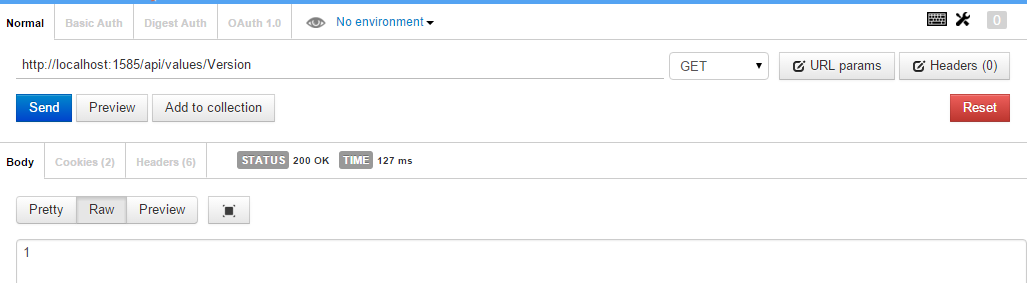 Normal Basic Auth Digest Auth OAuth 1.0 No environment 0
http://localhost:1585/api/values/Version GET URL params Headers (0)
Send Preview Add to collection Reset
Body Cookies (2) Headers (6) STATUS 200 OK TIME 127 ms
Pretty Raw Preview
1